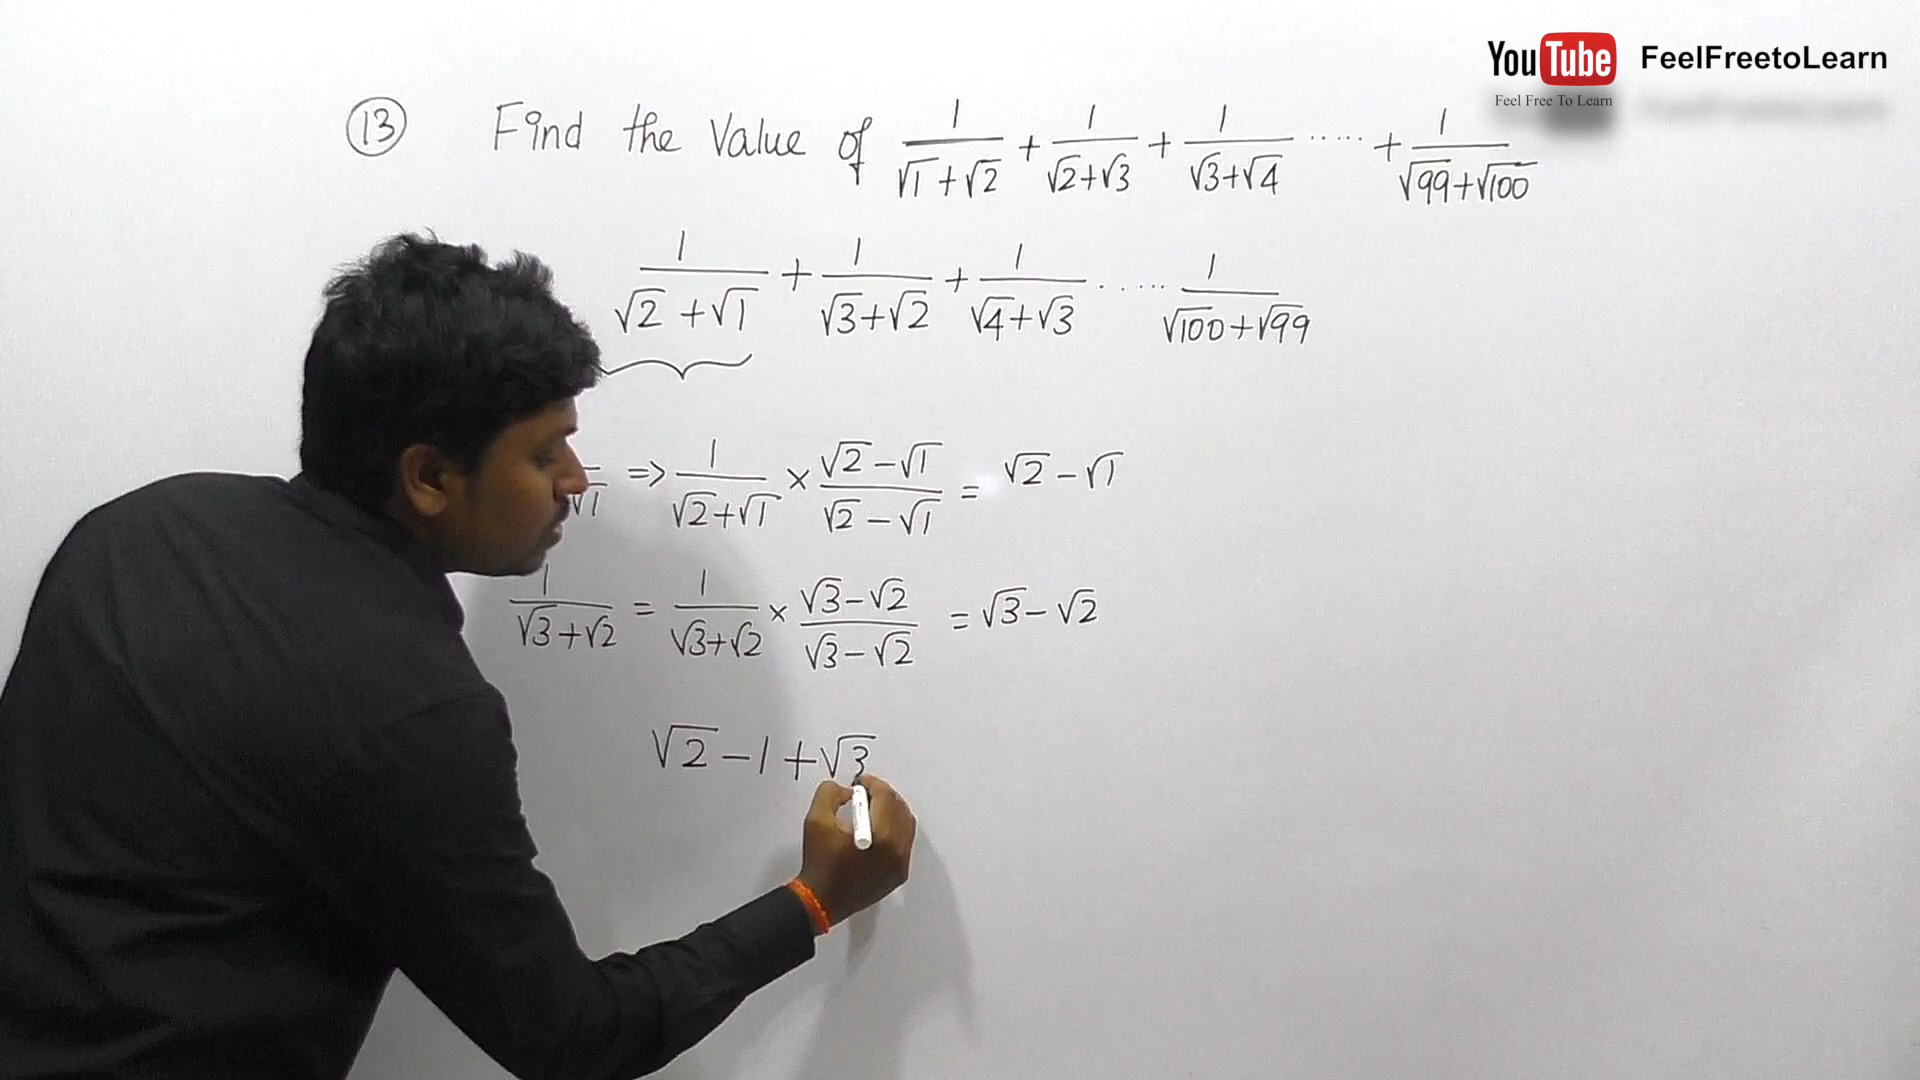 YouTube FeelFreetoLearn
Feel Free To Learn
13 Find the Value of 1/(√1+√2) + 1/(√2+√3) + 1/(√3+√4) ..... + 1/(√99+√100)
1/(√2+√1) + 1/(√3+√2) + 1/(√4+√3) ..... 1/(√100+√99)
√1 => 1/(√2+√1) × (√2-√1)/(√2-√1) = √2-√1
1/(√3+√2) = 1/(√3+√2) × (√3-√2)/(√3-√2) = √3-√2
√2-1+√3